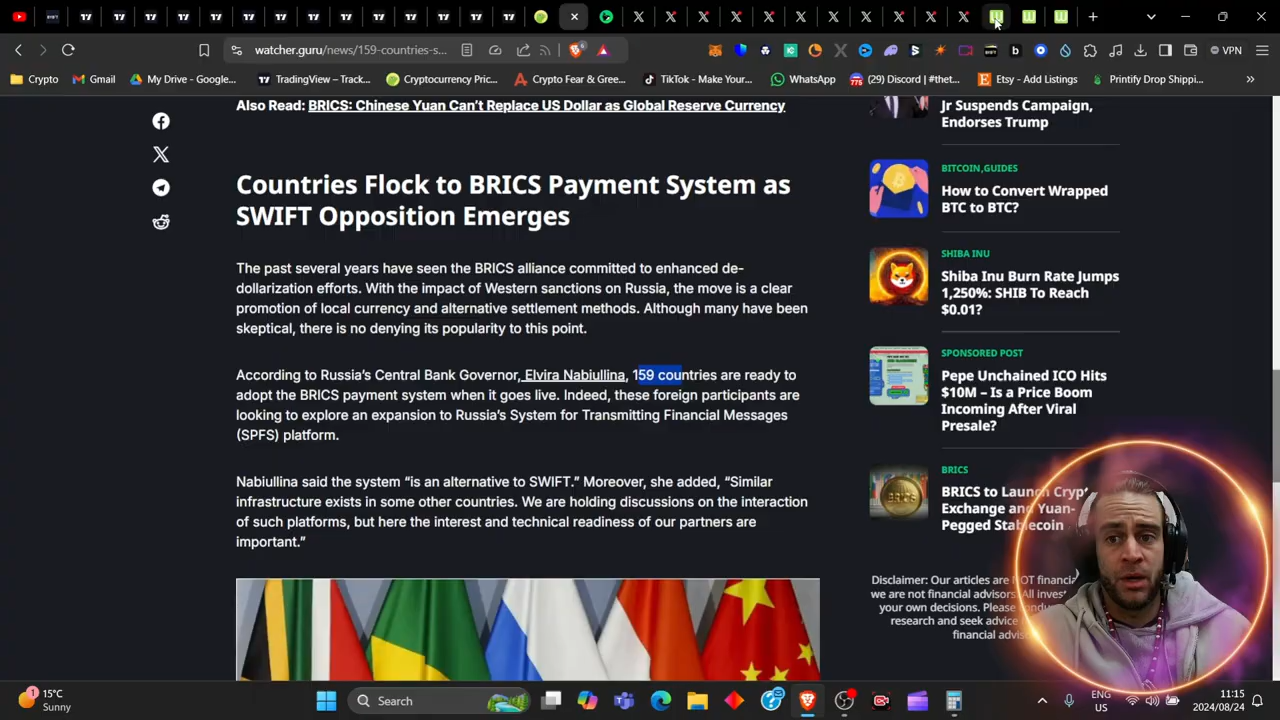 watcher.guru/news/159-countries-s...
6
VPN
Crypto
Gmail
My Drive - Google...
TradingView – Track...
Cryptocurrency Pric...
Crypto Fear & Gree...
TikTok - Make Your...
WhatsApp
(29) Discord | #thet...
Etsy - Add Listings
Printify Drop Shippi...
Also Read: BRICS: Chinese Yuan Can't Replace US Dollar as Global Reserve Currency
Countries Flock to BRICS Payment System as
SWIFT Opposition Emerges
The past several years have seen the BRICS alliance committed to enhanced de-
dollarization efforts. With the impact of Western sanctions on Russia, the move is a clear
promotion of local currency and alternative settlement methods. Although many have been
skeptical, there is no denying its popularity to this point.
According to Russia's Central Bank Governor, Elvira Nabiullina, 159 countries are ready to
adopt the BRICS payment system when it goes live. Indeed, these foreign participants are
looking to explore an expansion to Russia's System for Transmitting Financial Messages
(SPFS) platform.
Nabiullina said the system “is an alternative to SWIFT.” Moreover, she added, “Similar
infrastructure exists in some other countries. We are holding discussions on the interaction
of such platforms, but here the interest and technical readiness of our partners are
important.”
Jr Suspends Campaign,
Endorses Trump
BITCOIN,GUIDES
How to Convert Wrapped
BTC to BTC?
SHIBA INU
Shiba Inu Burn Rate Jumps
1,250%: SHIB To Reach
$0.01?
SPONSORED POST
Pepe Unchained ICO Hits
$10M – Is a Price Boom
Incoming After Viral
Presale?
BRICS
BRICS to Launch Cryp
Exchange and Yuan-
Pegged Stablecoin
Disclaimer: Our articles are NOT financia
we are not financial advisors. All inves
your own decisions. Please conduc
research and seek advice
financial advis
1
15°C
Sunny
Search
ENG
US
11:15
2024/08/24